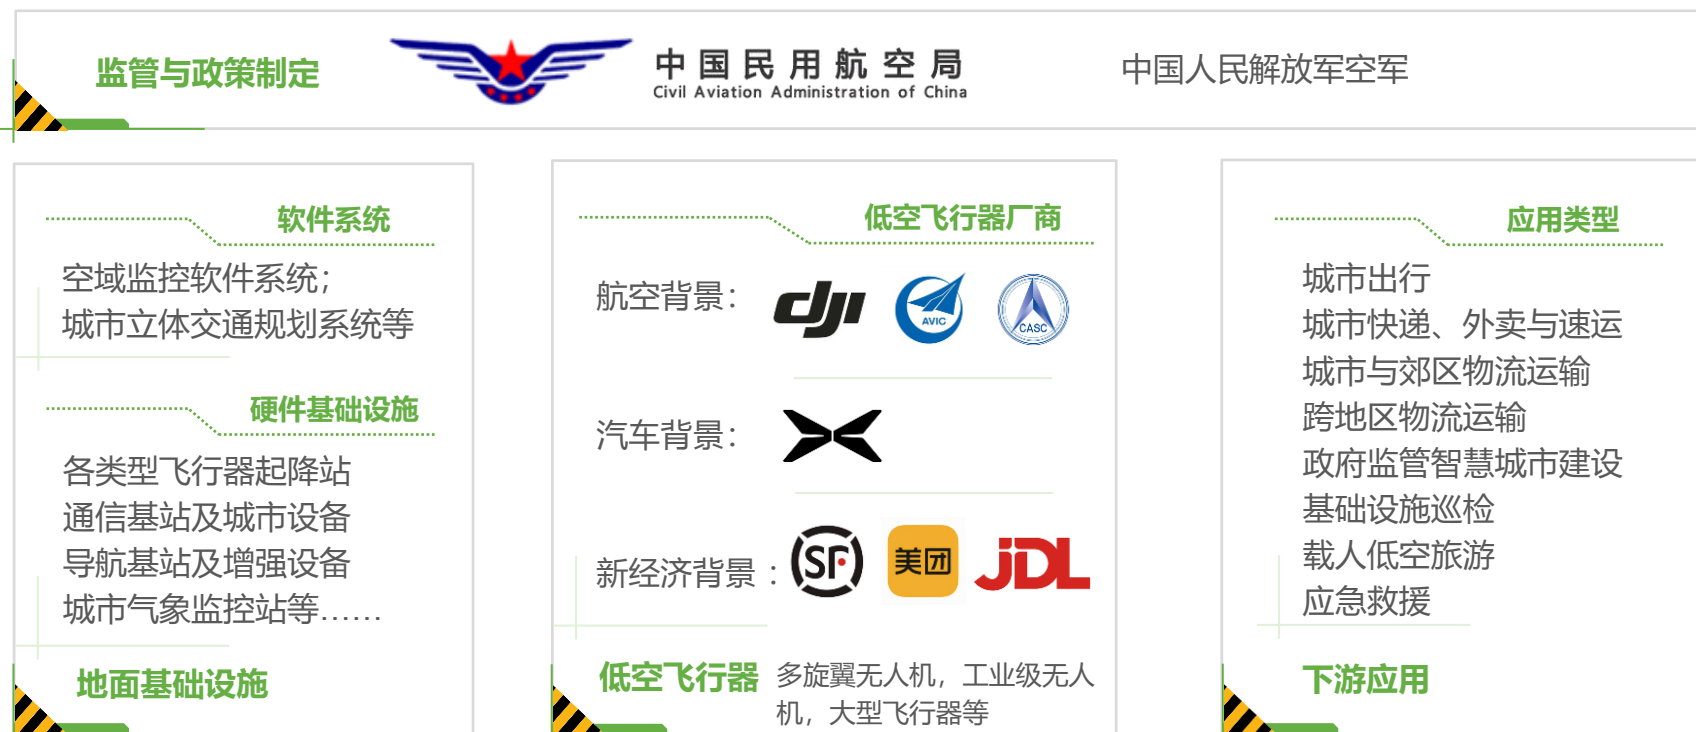 监管与政策制定
中国民用航空局
Civil Aviation Administration of China
中国人民解放军空军
软件系统
空域监控软件系统；
城市立体交通规划系统等
硬件基础设施
各类型飞行器起降站
通信基站及城市设备
导航基站及增强设备
城市气象监控站等……
地面基础设施
低空飞行器厂商
航空背景：
dji
AVIC
CASC
汽车背景：
新经济背景：
SF
美团
JDL
低空飞行器
多旋翼无人机，工业级无人
机，大型飞行器等
应用类型
城市出行
城市快递、外卖与速运
城市与郊区物流运输
跨地区物流运输
政府监管智慧城市建设
基础设施巡检
载人低空旅游
应急救援
下游应用